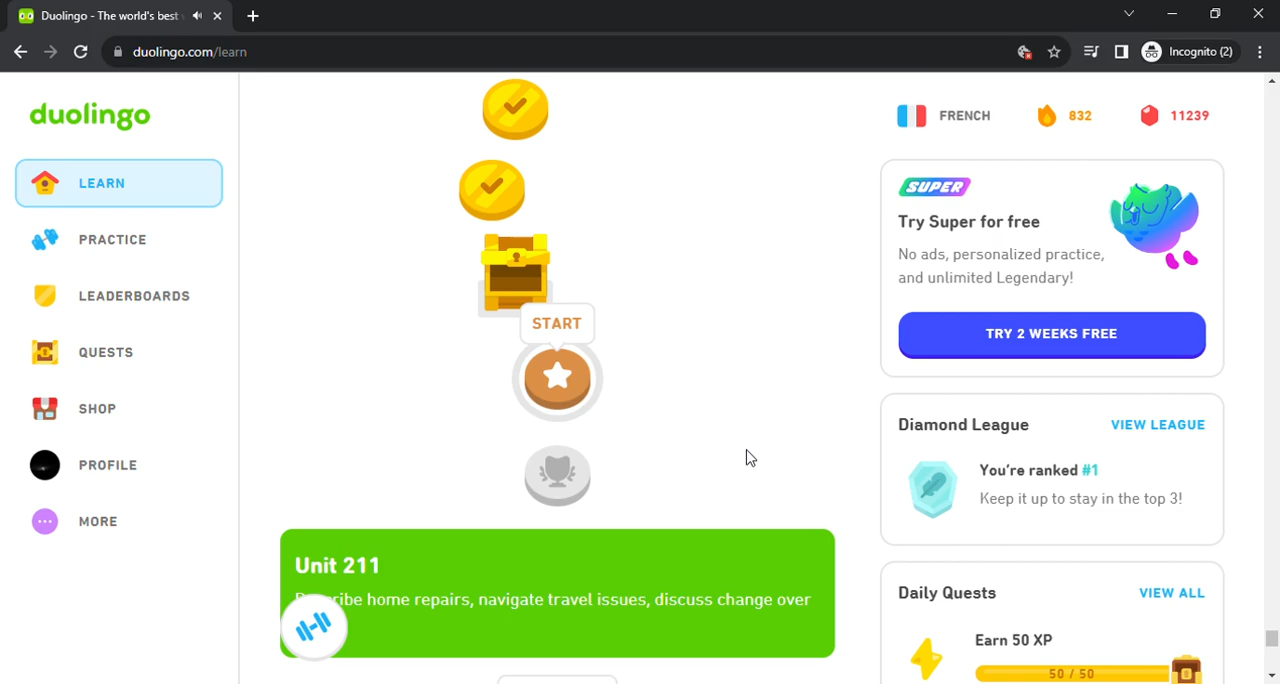 Duolingo - The world's best
duolingo.com/learn
Incognito (2)
duolingo
LEARN
PRACTICE
LEADERBOARDS
QUESTS
SHOP
PROFILE
MORE
START
Unit 211
home repairs, navigate travel issues, discuss change over
FRENCH
832
11239
SUPER
Try Super for free
No ads, personalized practice,
and unlimited Legendary!
TRY 2 WEEKS FREE
Diamond League
VIEW LEAGUE
You're ranked #1
Keep it up to stay in the top 3!
Daily Quests
VIEW ALL
Earn 50 XP
50 / 50